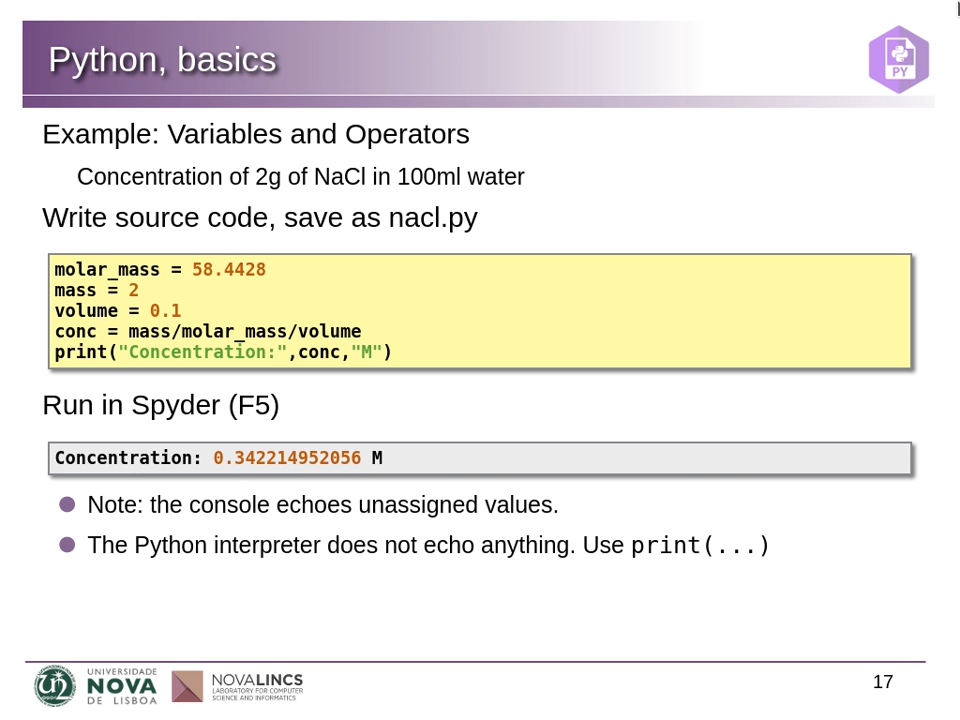 Python, basics
PY
Example: Variables and Operators
Concentration of 2g of NaCl in 100ml water
Write source code, save as nacl.py
molar_mass = 58.4428
mass = 2
volume = 0.1
conc = mass/molar_mass/volume
print("Concentration:",conc,"M")
Run in Spyder (F5)
Concentration: 0.342214952056 M
Note: the console echoes unassigned values.
The Python interpreter does not echo anything. Use print(...)
UNIVERSIDADE
NOVA
DE LISBOA
NOVALINCS
LABORATORY FOR COMPUTER
SCIENCE AND INFORMATICS
17